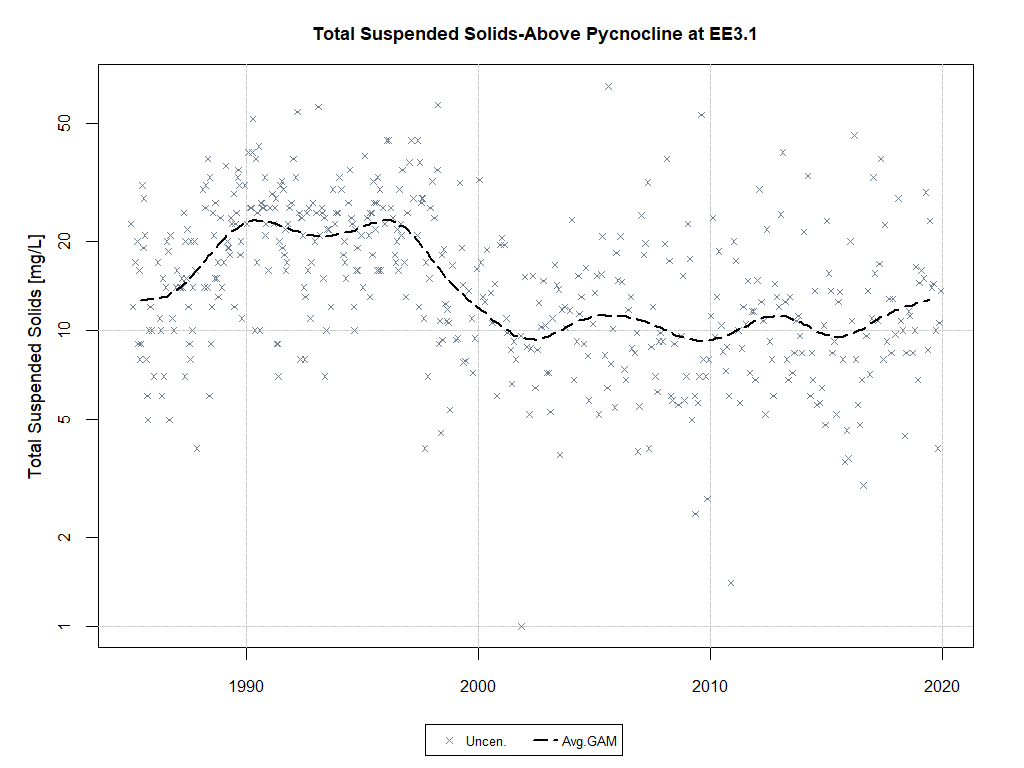 Total Suspended Solids-Above Pycnocline at EE3.1
Total Suspended Solids [mg/L]
50
20
10
5
2
1
1990 2000 2010 2020
Uncen. Avg.GAM